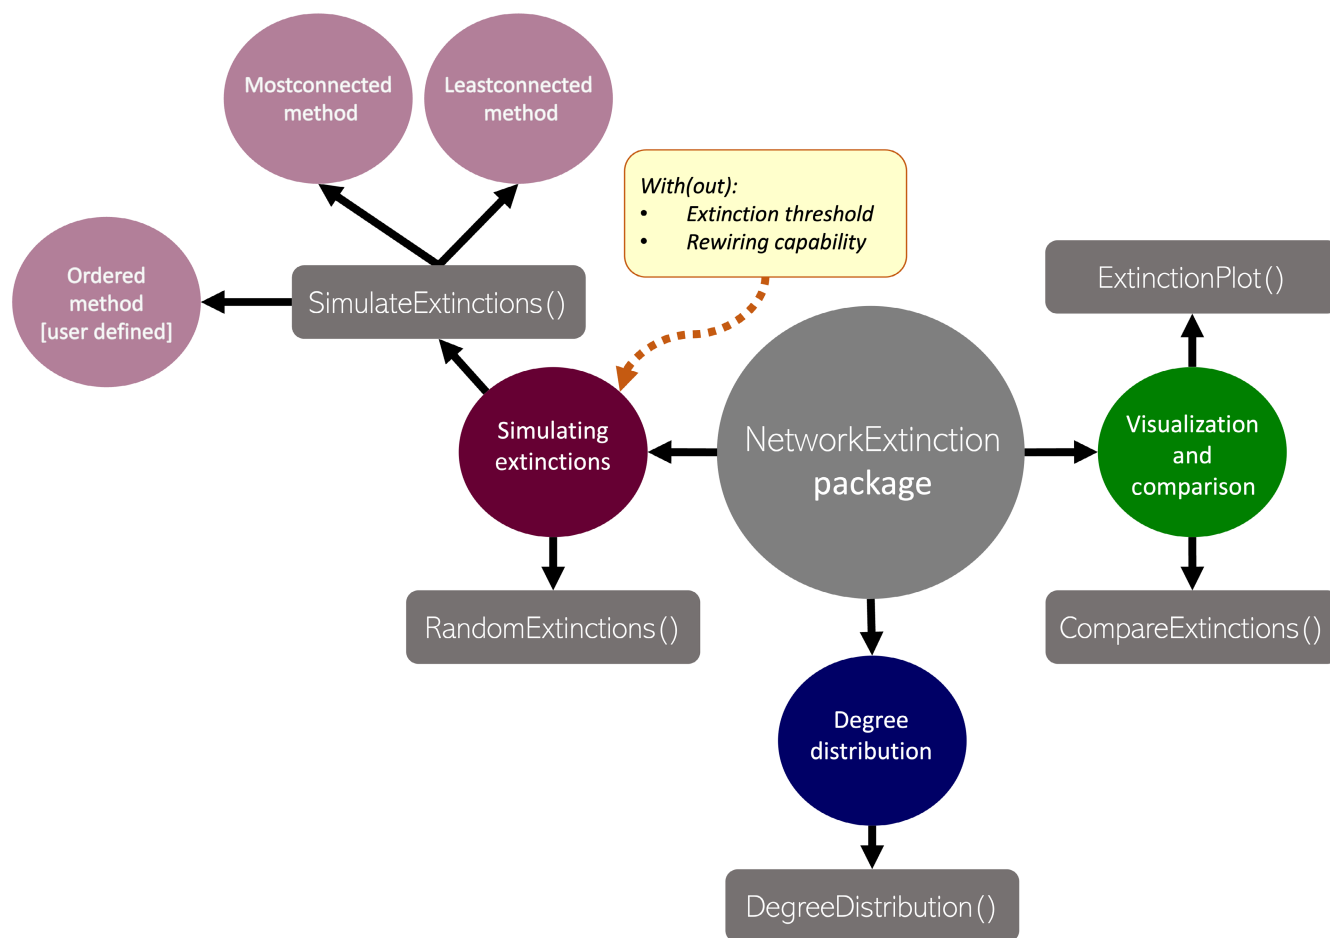 Mostconnected
method
Leastconnected
method
With(out):
• Extinction threshold
• Rewiring capability
Ordered
method
[user defined]
SimulateExtinctions()
ExtinctionPlot()
Simulating
extinctions
NetworkExtinction
package
Visualization
and
comparison
RandomExtinctions()
CompareExtinctions()
Degree
distribution
DegreeDistribution()